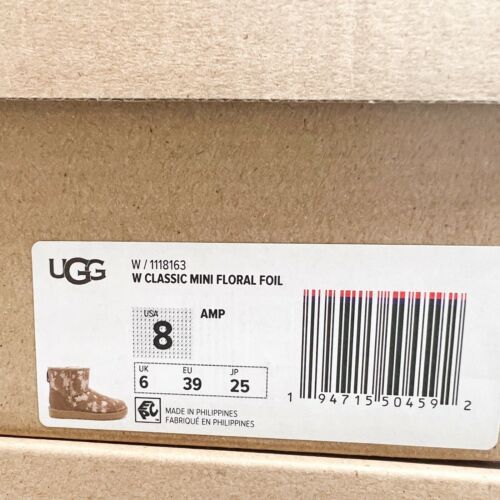 UGG
W / 1118163
W CLASSIC MINI FLORAL FOIL
USA
8
AMP
UK EU JP
6 39 25
MADE IN PHILIPPINES
FABRIQUÉ EN PHILIPPINES
1 94715 50459 2